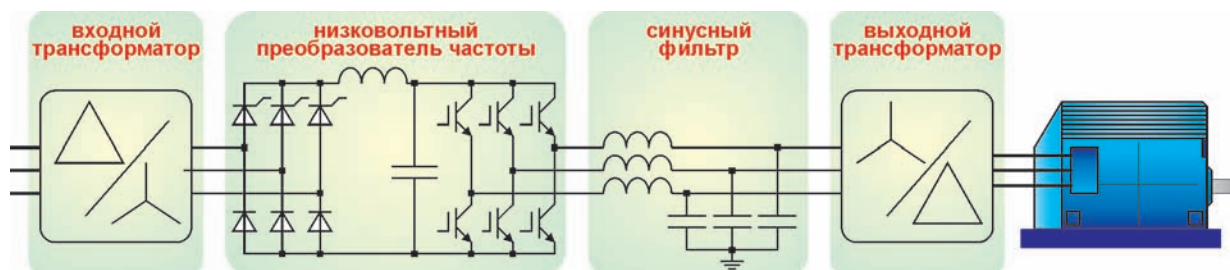 входной
трансформатор
низковольтный
преобразователь частоты
синусный
фильтр
выходной
трансформатор